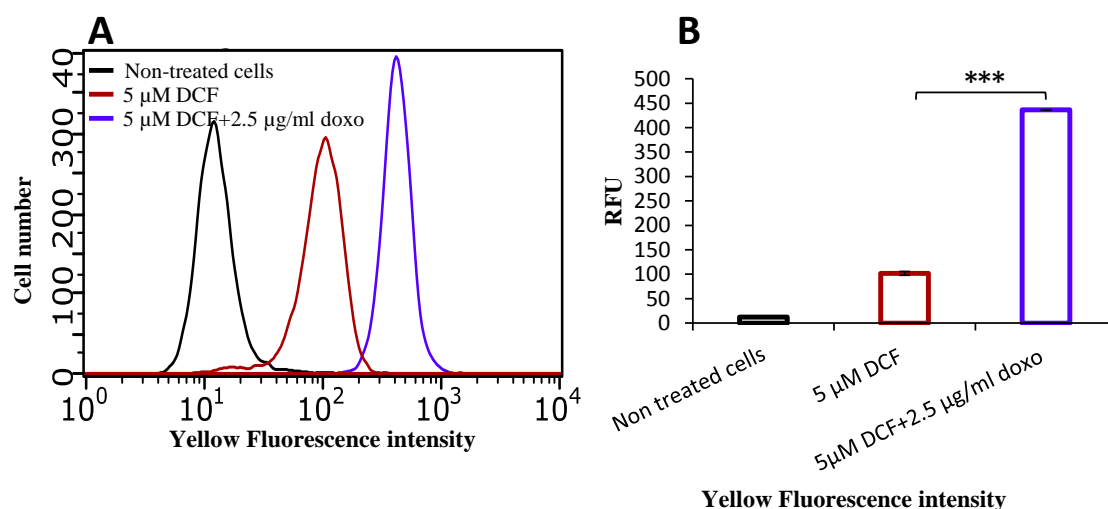 A
Non-treated cells
5 µM DCF
5 µM DCF+2.5 µg/ml doxo
40
300
200
100
0
Cell number
10^0 10^1 10^2 10^3 10^4
Yellow Fluorescence intensity
B
***
500
450
400
350
300
250
200
150
100
50
0
RFU
Non treated cells
5 µM DCF
5µM DCF+2.5 µg/ml doxo
Yellow Fluorescence intensity